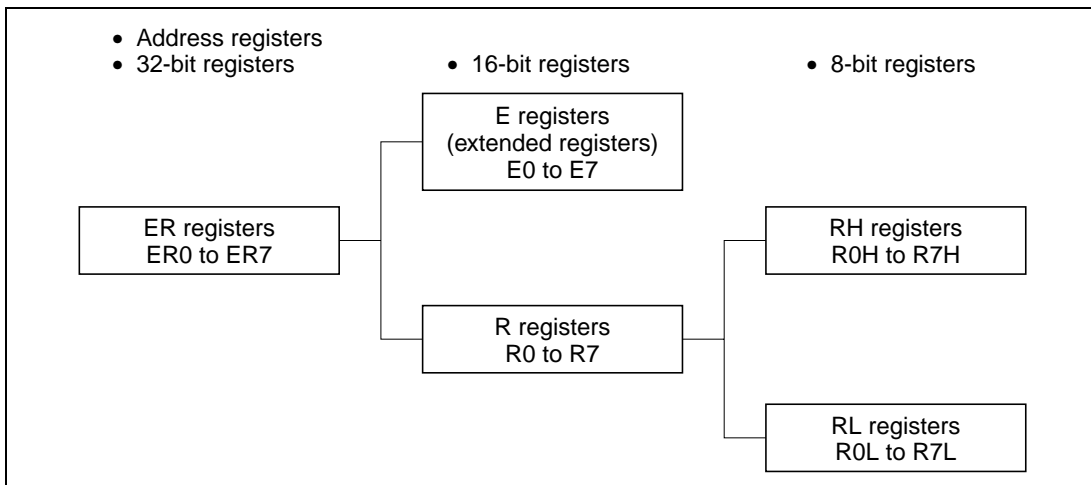 • Address registers
• 32-bit registers
• 16-bit registers
• 8-bit registers
E registers
(extended registers)
E0 to E7
ER registers
ER0 to ER7
RH registers
R0H to R7H
R registers
R0 to R7
RL registers
R0L to R7L